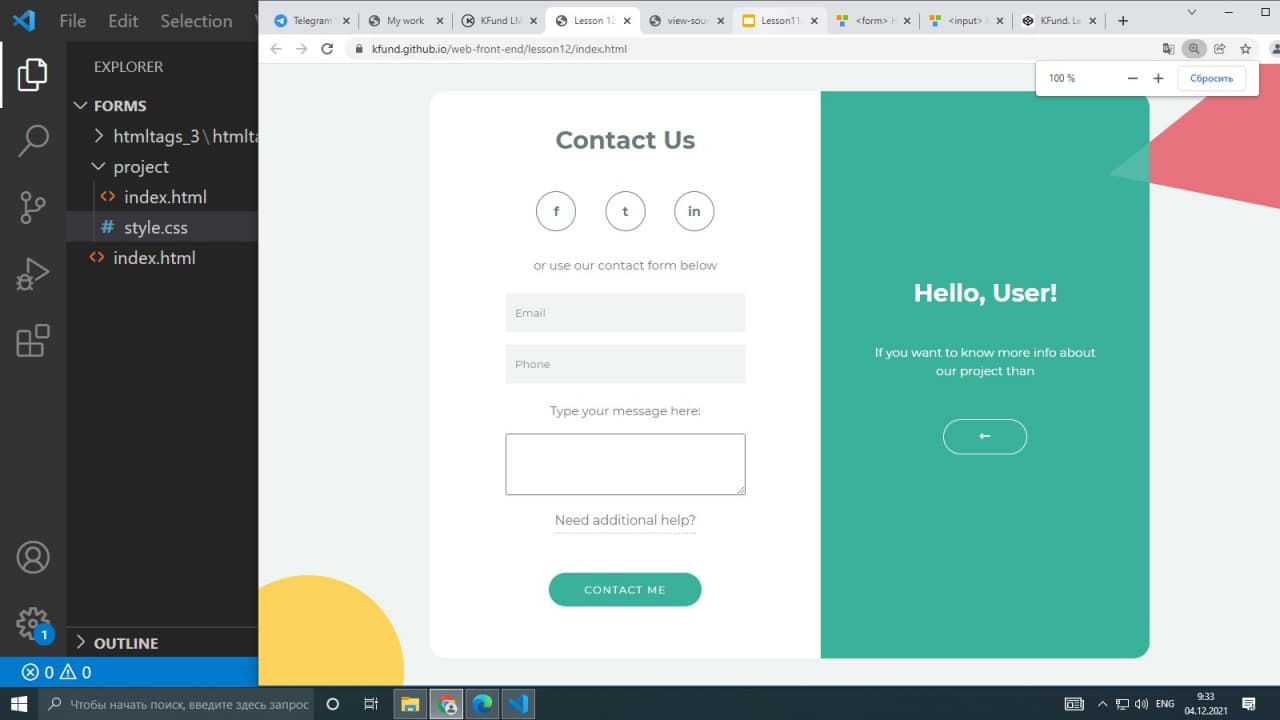 File Edit Selection
Telegram
My work
KFund LM
Lesson 12
view-sour
Lesson11
<form> H
<input>
KFund. Le
kfund.github.io/web-front-end/lesson12/index.html
100 %
Сбросить
EXPLORER
FORMS
htmltags_3\htmlta
project
index.html
style.css
index.html
OUTLINE
0 0
1
Contact Us
f t in
or use our contact form below
Email
Phone
Type your message here:
Need additional help?
CONTACT ME
Hello, User!
If you want to know more info about
our project than
←
Чтобы начать поиск, введите здесь запрос
ENG
9:33
04.12.2021